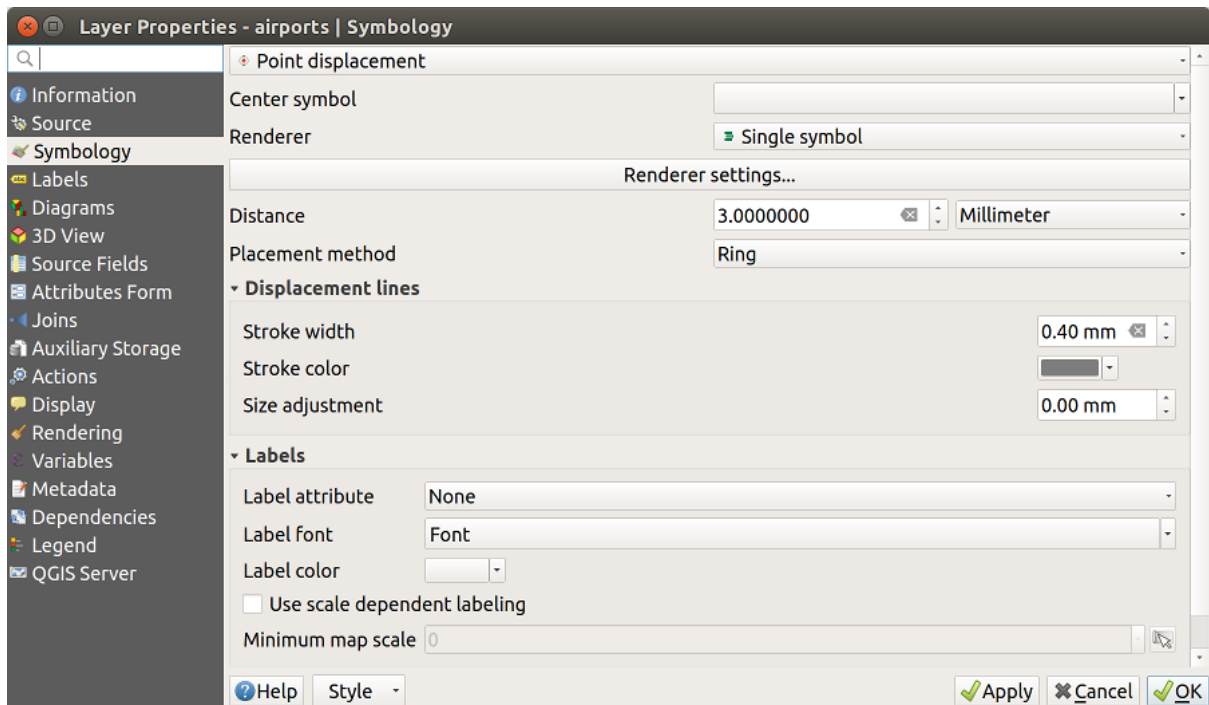 Layer Properties - airports | Symbology
Information
Source
Symbology
Labels
Diagrams
3D View
Source Fields
Attributes Form
Joins
Auxiliary Storage
Actions
Display
Rendering
Variables
Metadata
Dependencies
Legend
QGIS Server
Point displacement
Center symbol
Renderer Single symbol
Renderer settings...
Distance 3.0000000 Millimeter
Placement method Ring
Displacement lines
Stroke width 0.40 mm
Stroke color
Size adjustment 0.00 mm
Labels
Label attribute None
Label font Font
Label color
Use scale dependent labeling
Minimum map scale 0
Help Style Apply Cancel OK